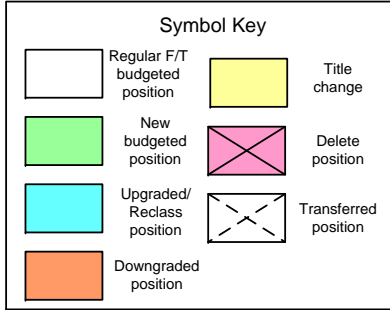 Symbol Key
Regular F/T
budgeted
position
New
budgeted
position
Upgraded/
Reclass
position
Downgraded
position
Title
change
Delete
position
Transferred
position